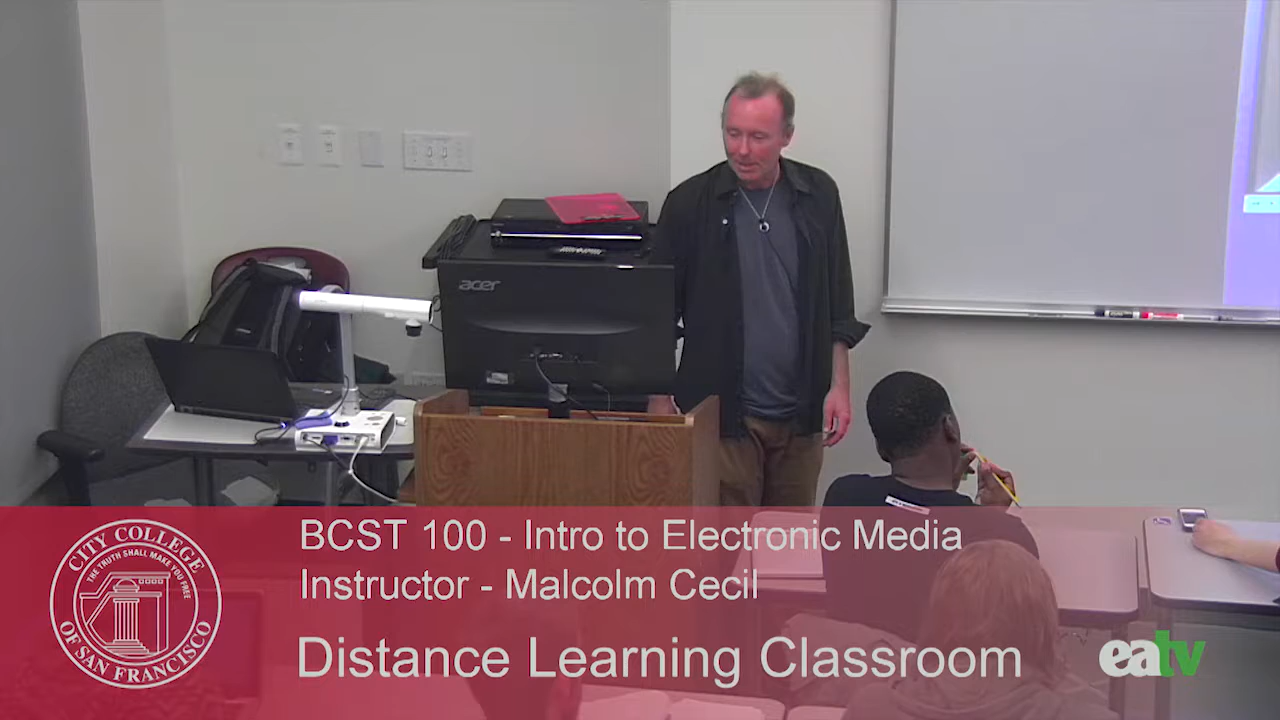 acer
BCST 100 - Intro to Electronic Media
Instructor - Malcolm Cecil
Distance Learning Classroom
CITY COLLEGE
THE TRUTH SHALL MAKE YOU FREE
OF SAN FRANCISCO
eatv